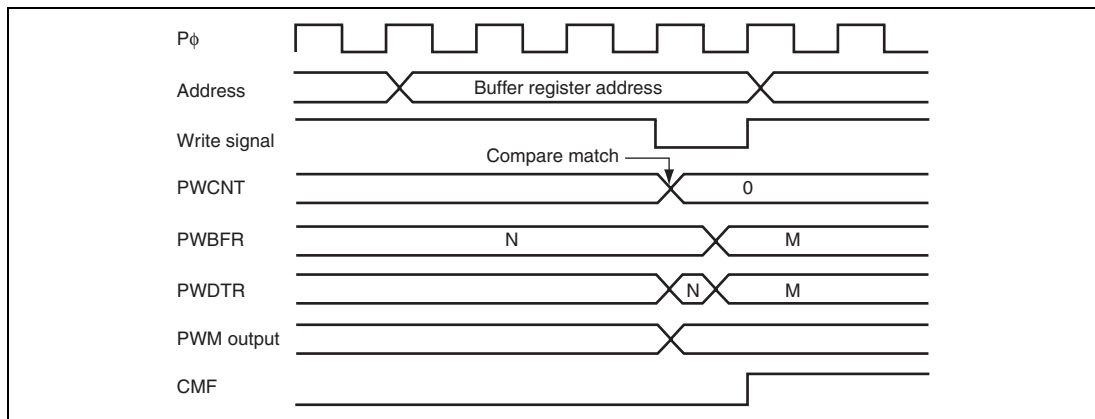 Pϕ
Address
Buffer register address
Write signal
Compare match
PWCNT
0
PWBFR
N
M
PWDTR
N
M
PWM output
CMF